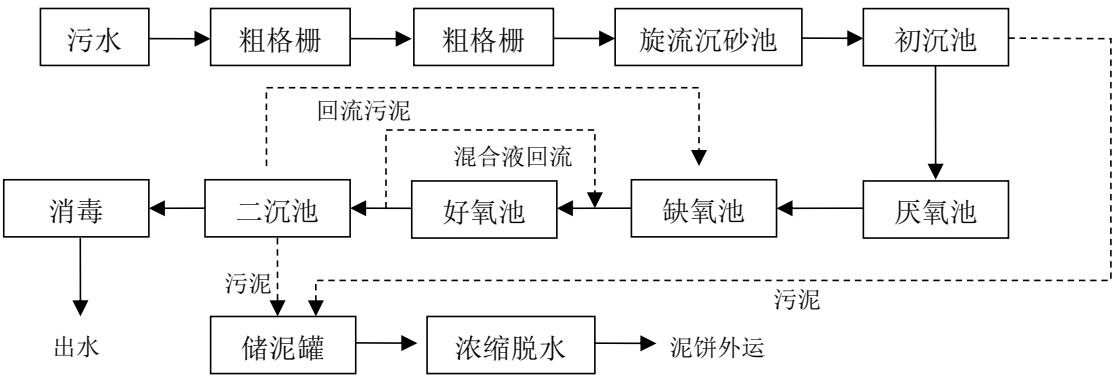 污水
粗格栅
粗格栅
旋流沉砂池
初沉池
回流污泥
混合液回流
消毒
二沉池
好氧池
缺氧池
厌氧池
污泥
污泥
出水
储泥罐
浓缩脱水
泥饼外运